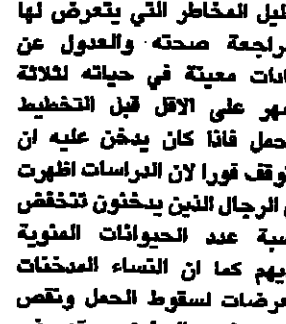 ليل المخاطر التي يتعرض لها
راجعة صحته والعدول عن
ادات معينة في حياته لثلاثة
هر على الاقل قبل التخطيط
حمل فاذا كان يدخن عليه ان
توقف فورا لان الدراسات اظهرت
الرجال الذين يدخنون تنخفض
سبة عدد الحيوانات المنوية
يهم كما ان النساء المدخنات
عرضات لسقوط الحمل ونقص